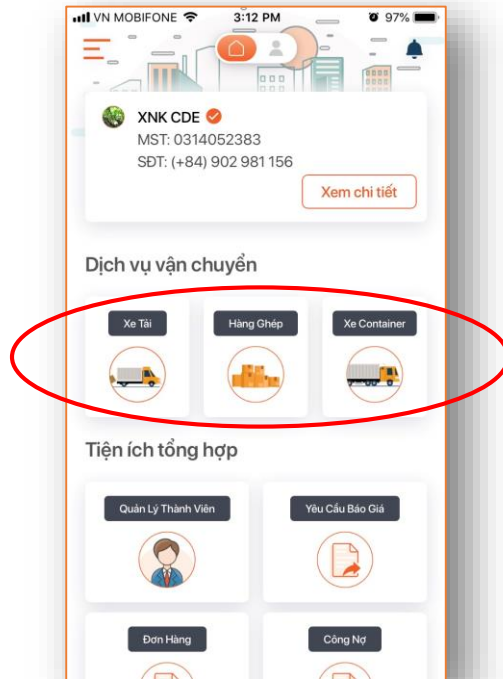 VN MOBIFONE 3:12 PM 97%
XNK CDE
MST: 0314052383
SĐT: (+84) 902 981 156
Xem chi tiết
Dịch vụ vận chuyển
Xe Tải Hàng Ghép Xe Container
Tiện ích tổng hợp
Quản Lý Thành Viên Yêu Cầu Báo Giá
Đơn Hàng Công Nợ